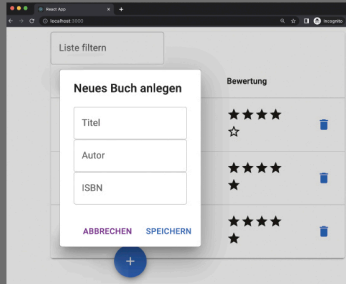 React App
localhost:3000
Incognito
Liste filtern
Bewertung
Neues Buch anlegen
Titel
Autor
ISBN
ABBRECHEN
SPEICHERN